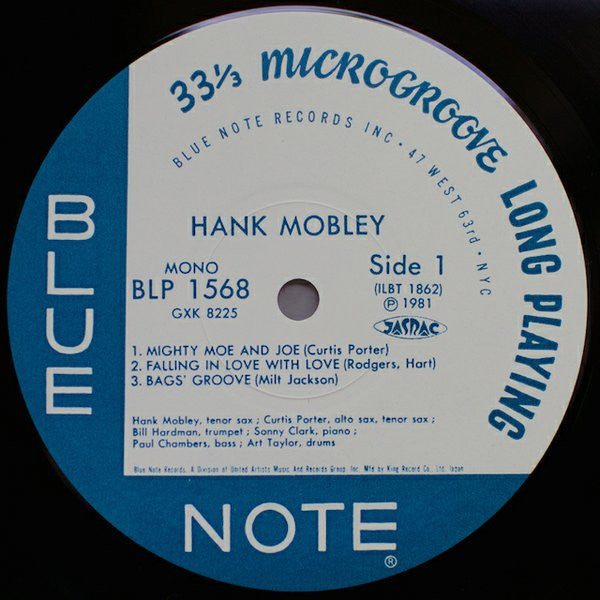 33⅓ MICROGROOVE LONG PLAYING
BLUE NOTE RECORDS INC • 47 WEST 63rd • NYC
HANK MOBLEY
MONO
BLP 1568
GXK 8225
Side 1
(ILBT 1862)
Ⓟ 1981
JASRAC
1. MIGHTY MOE AND JOE (Curtis Porter)
2. FALLING IN LOVE WITH LOVE (Rodgers, Hart)
3. BAGS' GROOVE (Milt Jackson)
Hank Mobley, tenor sax ; Curtis Porter, alto sax, tenor sax ;
Bill Hardman, trumpet ; Sonny Clark, piano ;
Paul Chambers, bass ; Art Taylor, drums
Blue Note Records, A Division of United Artists Music And Records Group, Inc. Mfd by King Record Co., Ltd. Japan
BLUE
NOTE®